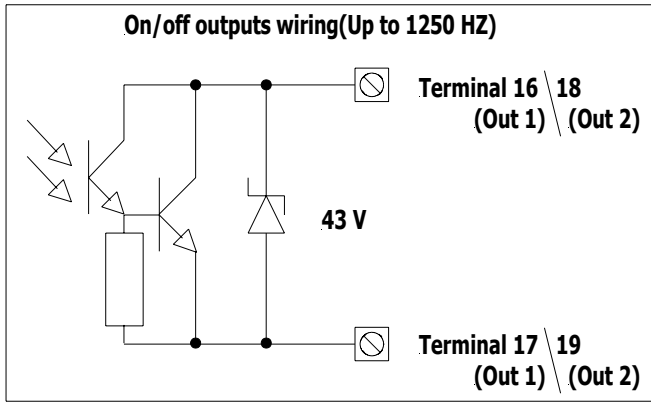 On/off outputs wiring(Up to 1250 HZ)
Terminal 16 \ 18
(Out 1) \ (Out 2)
43 V
Terminal 17 \ 19
(Out 1) \ (Out 2)